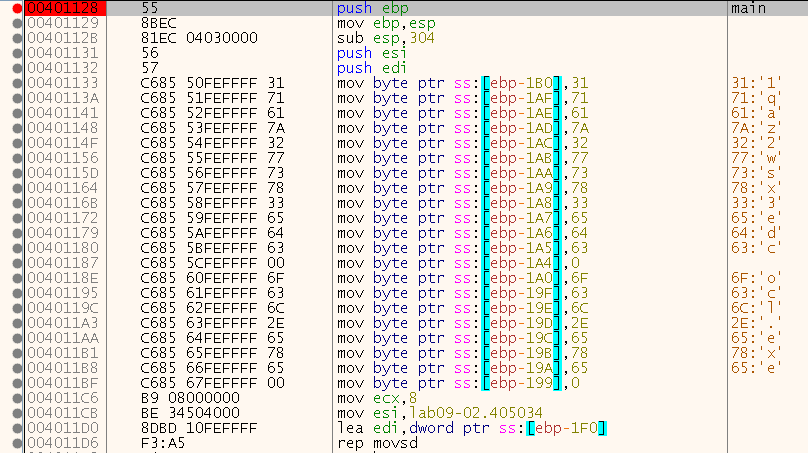 00401128 55 push ebp main
00401129 8BEC mov ebp,esp
0040112B 81EC 04030000 sub esp,304
00401131 56 push esi
00401132 57 push edi
00401133 C685 50FEFFFF 31 mov byte ptr ss:[ebp-1B0],31 31:'1'
0040113A C685 51FEFFFF 71 mov byte ptr ss:[ebp-1AF],71 71:'q'
00401141 C685 52FEFFFF 61 mov byte ptr ss:[ebp-1AE],61 61:'a'
00401148 C685 53FEFFFF 7A mov byte ptr ss:[ebp-1AD],7A 7A:'z'
0040114F C685 54FEFFFF 32 mov byte ptr ss:[ebp-1AC],32 32:'2'
00401156 C685 55FEFFFF 77 mov byte ptr ss:[ebp-1AB],77 77:'w'
0040115D C685 56FEFFFF 73 mov byte ptr ss:[ebp-1AA],73 73:'s'
00401164 C685 57FEFFFF 78 mov byte ptr ss:[ebp-1A9],78 78:'x'
0040116B C685 58FEFFFF 33 mov byte ptr ss:[ebp-1A8],33 33:'3'
00401172 C685 59FEFFFF 65 mov byte ptr ss:[ebp-1A7],65 65:'e'
00401179 C685 5AFEFFFF 64 mov byte ptr ss:[ebp-1A6],64 64:'d'
00401180 C685 5BFEFFFF 63 mov byte ptr ss:[ebp-1A5],63 63:'c'
00401187 C685 5CFEFFFF 00 mov byte ptr ss:[ebp-1A4],0
0040118E C685 60FEFFFF 6F mov byte ptr ss:[ebp-1A0],6F 6F:'o'
00401195 C685 61FEFFFF 63 mov byte ptr ss:[ebp-19F],63 63:'c'
0040119C C685 62FEFFFF 6C mov byte ptr ss:[ebp-19E],6C 6C:'l'
004011A3 C685 63FEFFFF 2E mov byte ptr ss:[ebp-19D],2E 2E:'.'
004011AA C685 64FEFFFF 65 mov byte ptr ss:[ebp-19C],65 65:'e'
004011B1 C685 65FEFFFF 78 mov byte ptr ss:[ebp-19B],78 78:'x'
004011B8 C685 66FEFFFF 65 mov byte ptr ss:[ebp-19A],65 65:'e'
004011BF C685 67FEFFFF 00 mov byte ptr ss:[ebp-199],0
004011C6 B9 08000000 mov ecx,8
004011CB BE 34504000 mov esi,lab09-02.405034
004011D0 8DBD 10FEFFFF lea edi,dword ptr ss:[ebp-1F0]
004011D6 F3:A5 rep movsd